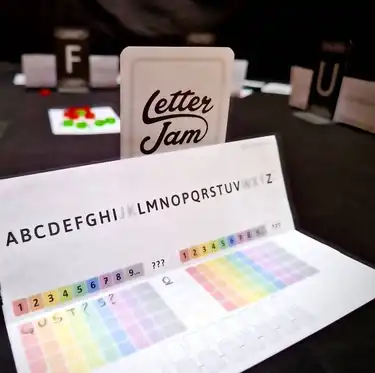 F
U
Letter
Jam
ABCDEFGHIJKLMNOPQRSTUVWXYZ
1 2 3 4 5 6 7 8 9... ???
1 2 3 4 5 6 7 8 9... ???
Q